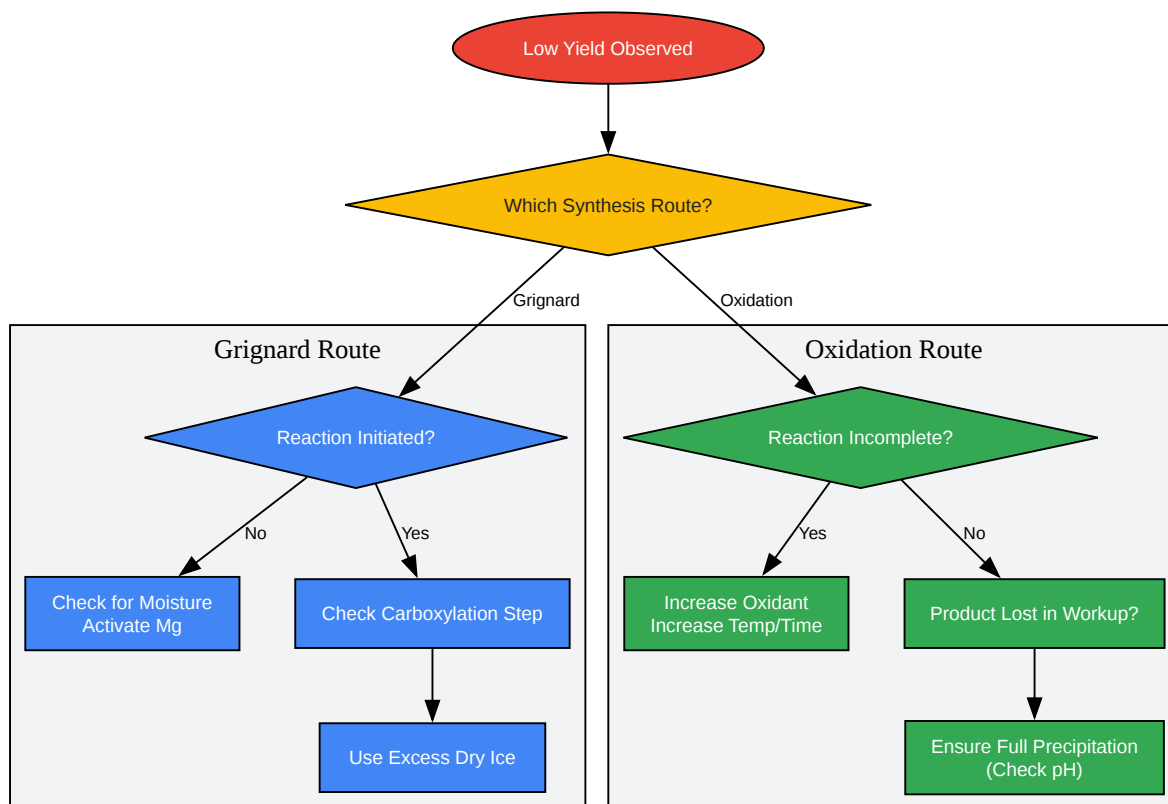 Low Yield Observed
Which Synthesis Route?
Grignard
Oxidation
Grignard Route
Reaction Initiated?
No
Yes
Check for Moisture
Activate Mg
Check Carboxylation Step
Use Excess Dry Ice
Oxidation Route
Reaction Incomplete?
Yes
No
Increase Oxidant
Increase Temp/Time
Product Lost in Workup?
Ensure Full Precipitation
(Check pH)